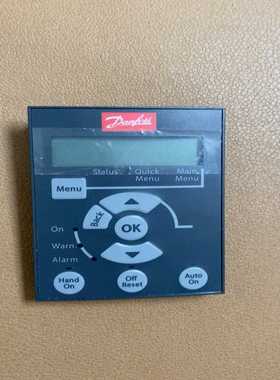 Danfoss
Status Quick Menu Main Menu
Menu
Back
OK
On
Warn.
Alarm
Hand On
Off Reset
Auto On